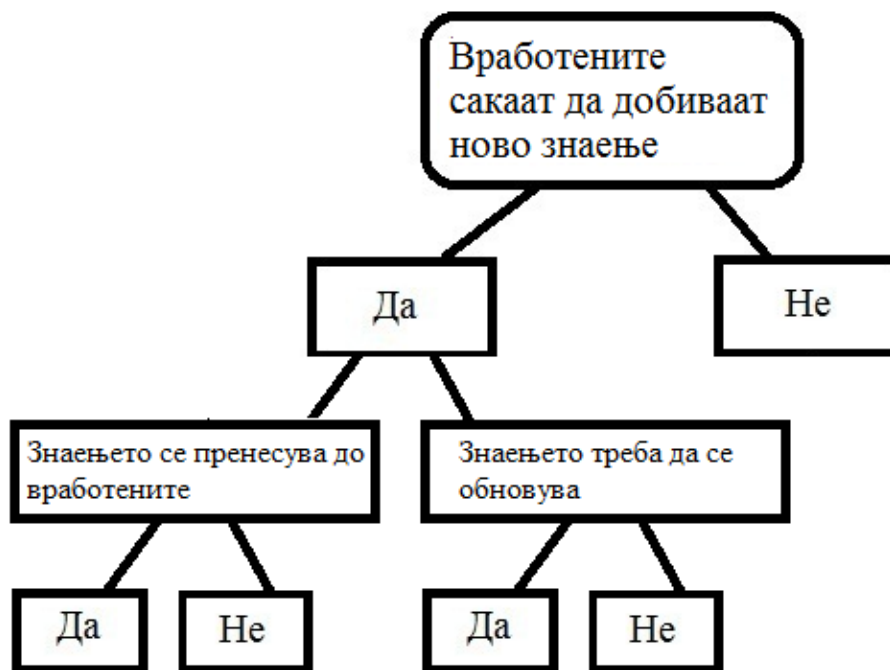 Вработените
сакаат да добиваат
ново знаење
Да
Не
Знаењето се пренесува до
вработените
Знаењето треба да се
обновува
Да
Не
Да
Не